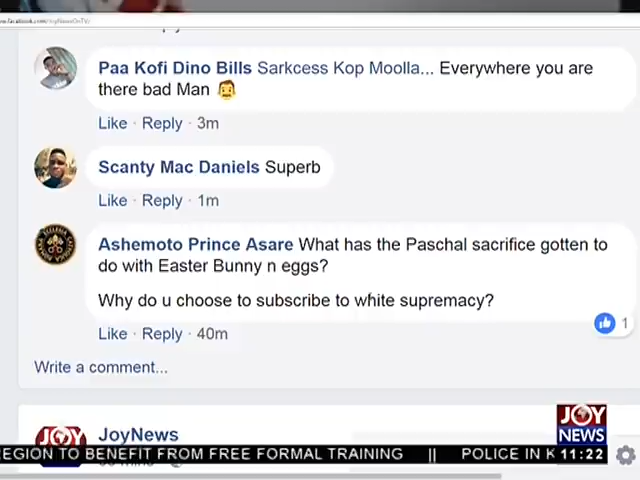 Paa Kofi Dino Bills Sarkcess Kop Moolla... Everywhere you are
there bad Man
Like · Reply · 3m
Scanty Mac Daniels Superb
Like · Reply · 1m
Ashemoto Prince Asare What has the Paschal sacrifice gotten to
do with Easter Bunny n eggs?
Why do u choose to subscribe to white supremacy?
1
Like · Reply · 40m
Write a comment...
JoyNews
JOY
NEWS
EGION TO BENEFIT FROM FREE FORMAL TRAINING || POLICE IN K 11:22